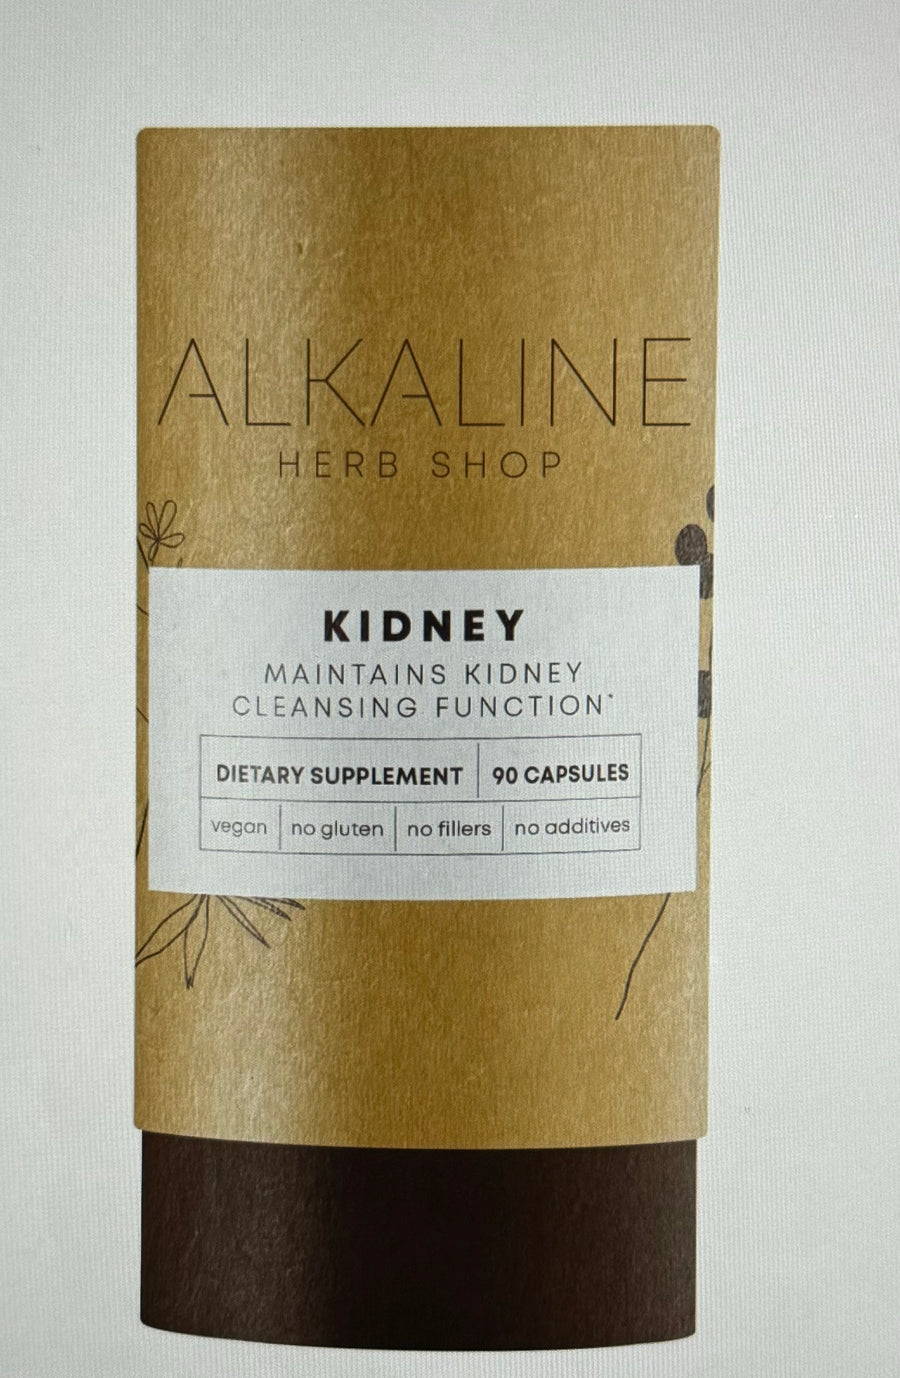 ALKALINE
HERB SHOP
KIDNEY
MAINTAINS KIDNEY
CLEANSING FUNCTION*
DIETARY SUPPLEMENT 90 CAPSULES
vegan no gluten no fillers no additives